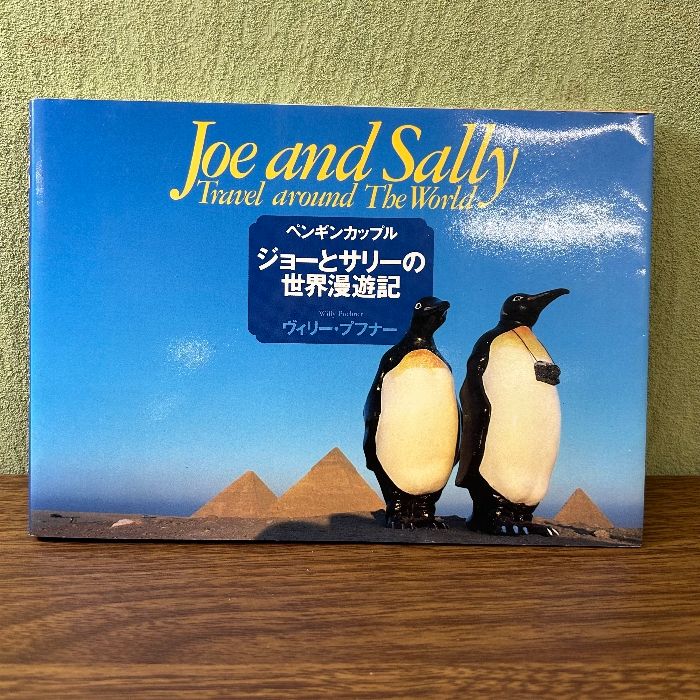 Joe and Sally
Travel around The World
ペンギンカップル
ジョーとサリーの
世界漫遊記
Willy Puchner
ヴィリー・プフナー